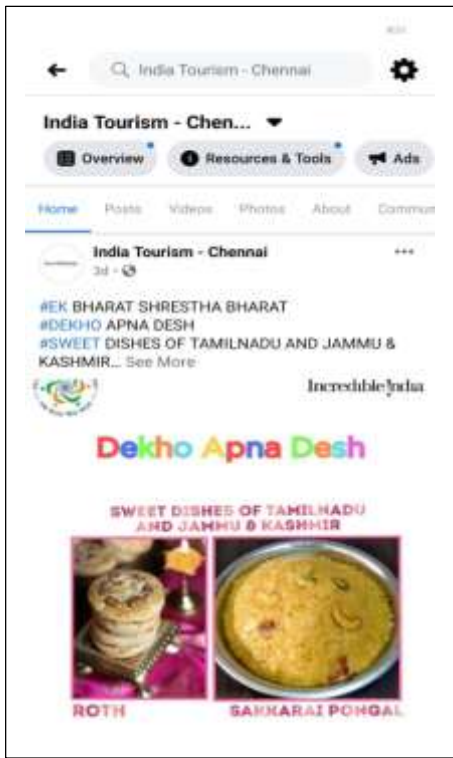 India Tourism - Chennai
India Tourism - Chen...
Overview
Resources & Tools
Ads
Home Posts Videos Photos About Commun
India Tourism - Chennai
3d
#EK BHARAT SHRESTHA BHARAT
#DEKHO APNA DESH
#SWEET DISHES OF TAMILNADU AND JAMMU &
KASHMIR... See More
Incredible !ndia
Dekho Apna Desh
SWEET DISHES OF TAMILNADU
AND JAMMU & KASHMIR
ROTH
SAKKARAI PONGAL